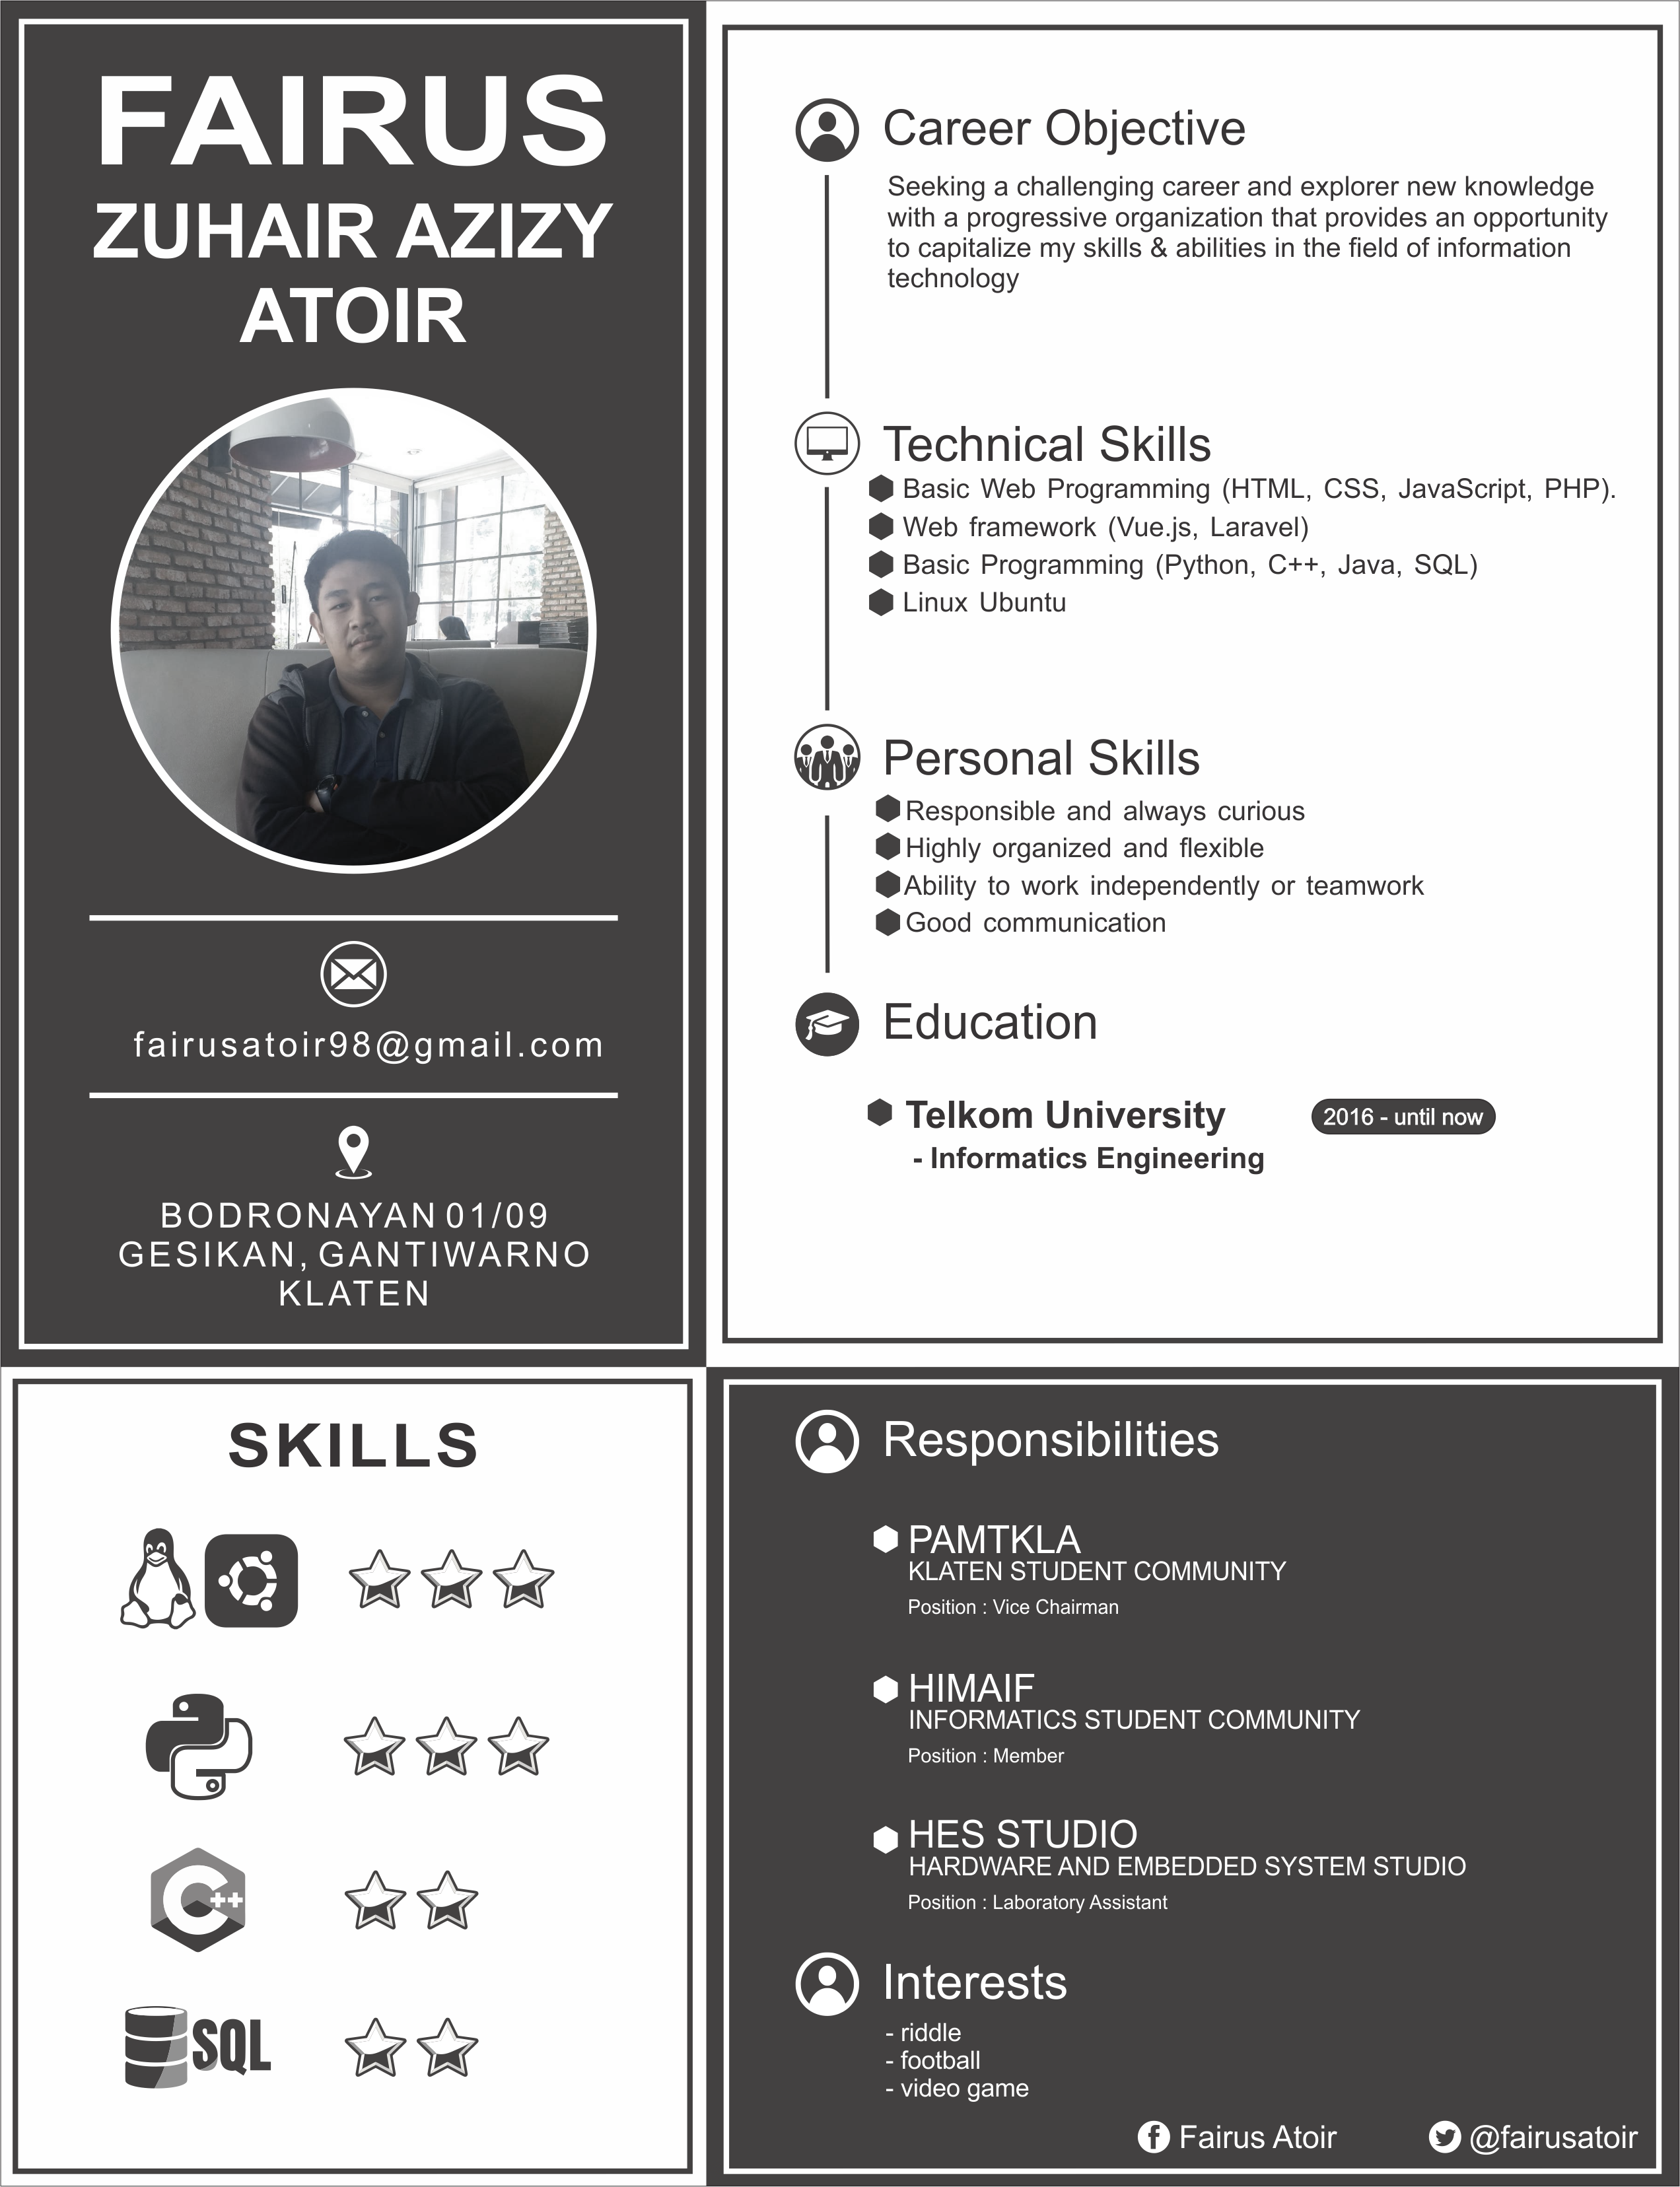 FAIRUS
ZUHAIR AZIZY
ATOIR
fairusatoir98@gmail.com
BODRONAYAN 01/09
GESIKAN, GANTIWARNO
KLATEN
Career Objective
Seeking a challenging career and explorer new knowledge
with a progressive organization that provides an opportunity
to capitalize my skills & abilities in the field of information
technology
Technical Skills
Basic Web Programming (HTML, CSS, JavaScript, PHP).
Web framework (Vue.js, Laravel)
Basic Programming (Python, C++, Java, SQL)
Linux Ubuntu
Personal Skills
Responsible and always curious
Highly organized and flexible
Ability to work independently or teamwork
Good communication
Education
Telkom University 2016 - until now
- Informatics Engineering
SKILLS
C++
SQL
Responsibilities
PAMTKLA
KLATEN STUDENT COMMUNITY
Position : Vice Chairman
HIMAIF
INFORMATICS STUDENT COMMUNITY
Position : Member
HES STUDIO
HARDWARE AND EMBEDDED SYSTEM STUDIO
Position : Laboratory Assistant
Interests
- riddle
- football
- video game
Fairus Atoir @fairusatoir